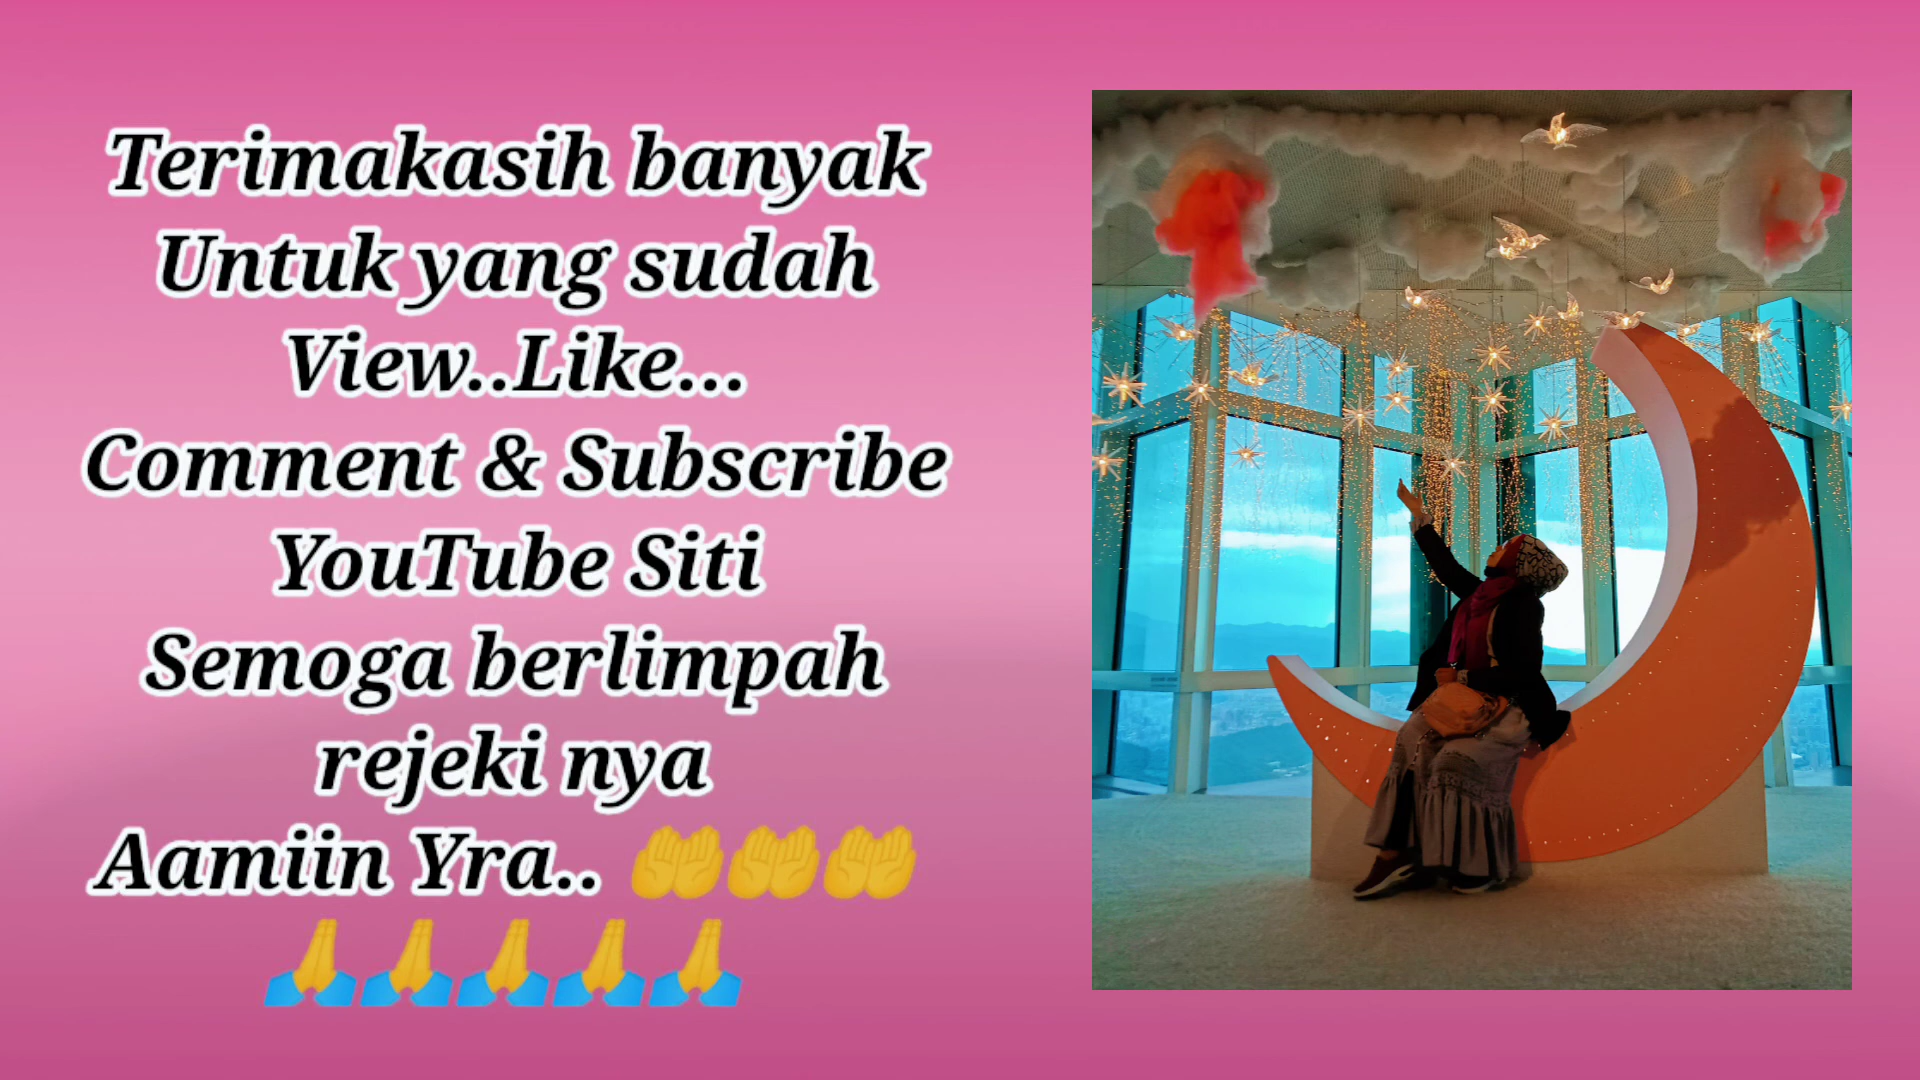 Terimakasih banyak
Untuk yang sudah
View..Like...
Comment & Subscribe
YouTube Siti
Semoga berlimpah
rejeki nya
Aamiin Yra.. 🤲🤲🤲
🙏🙏🙏🙏🙏